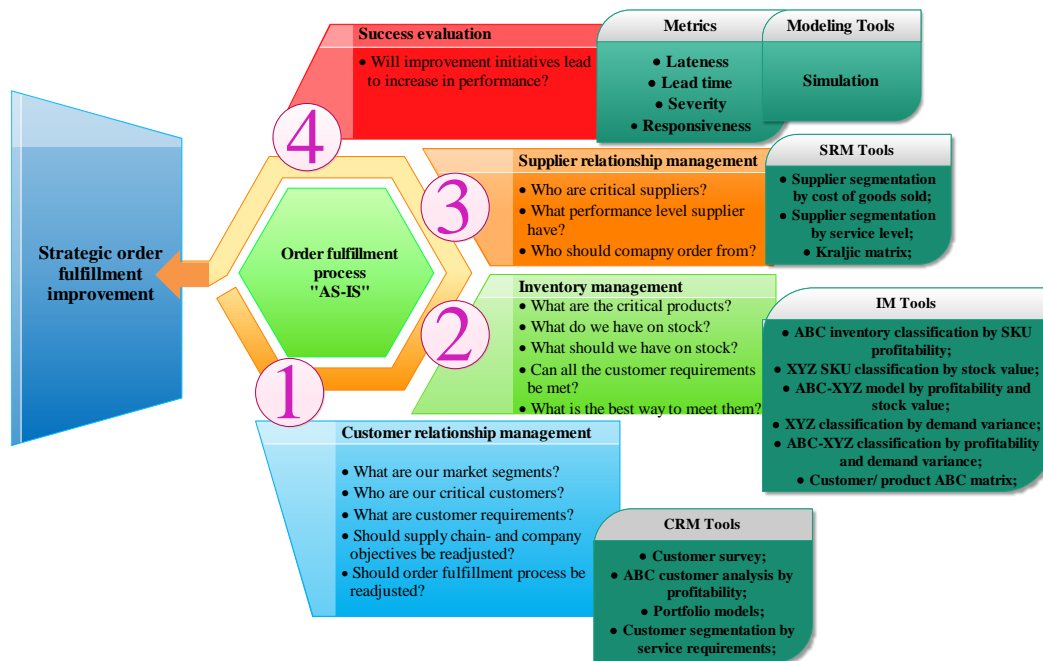 Success evaluation
● Will improvement initiatives lead
to increase in performance?
Metrics
● Lateness
● Lead time
● Severity
● Responsiveness
Modeling Tools
Simulation
4
Supplier relationship management
● Who are critical suppliers?
● What performance level supplier
have?
● Who should comapny order from?
SRM Tools
● Supplier segmentation
by cost of goods sold;
● Supplier segmentation
by service level;
● Kraljic matrix;
3
Strategic order
fulfillment
improvement
Order fulfillment
process
"AS-IS"
Inventory management
● What are the critical products?
● What do we have on stock?
● What should we have on stock?
● Can all the customer requirements
be met?
● What is the best way to meet them?
2
IM Tools
● ABC inventory classification by SKU
profitability;
● XYZ SKU classification by stock value;
● ABC-XYZ model by profitability and
stock value;
● XYZ classification by demand variance;
● ABC-XYZ classification by profitability
and demand variance;
● Customer/ product ABC matrix;
1
Customer relationship management
● What are our market segments?
● Who are our critical customers?
● What are customer requirements?
● Should supply chain- and company
objectives be readjusted?
● Should order fulfillment process be
readjusted?
CRM Tools
● Customer survey;
● ABC customer analysis by
profitability;
● Portfolio models;
● Customer segmentation by
service requirements;